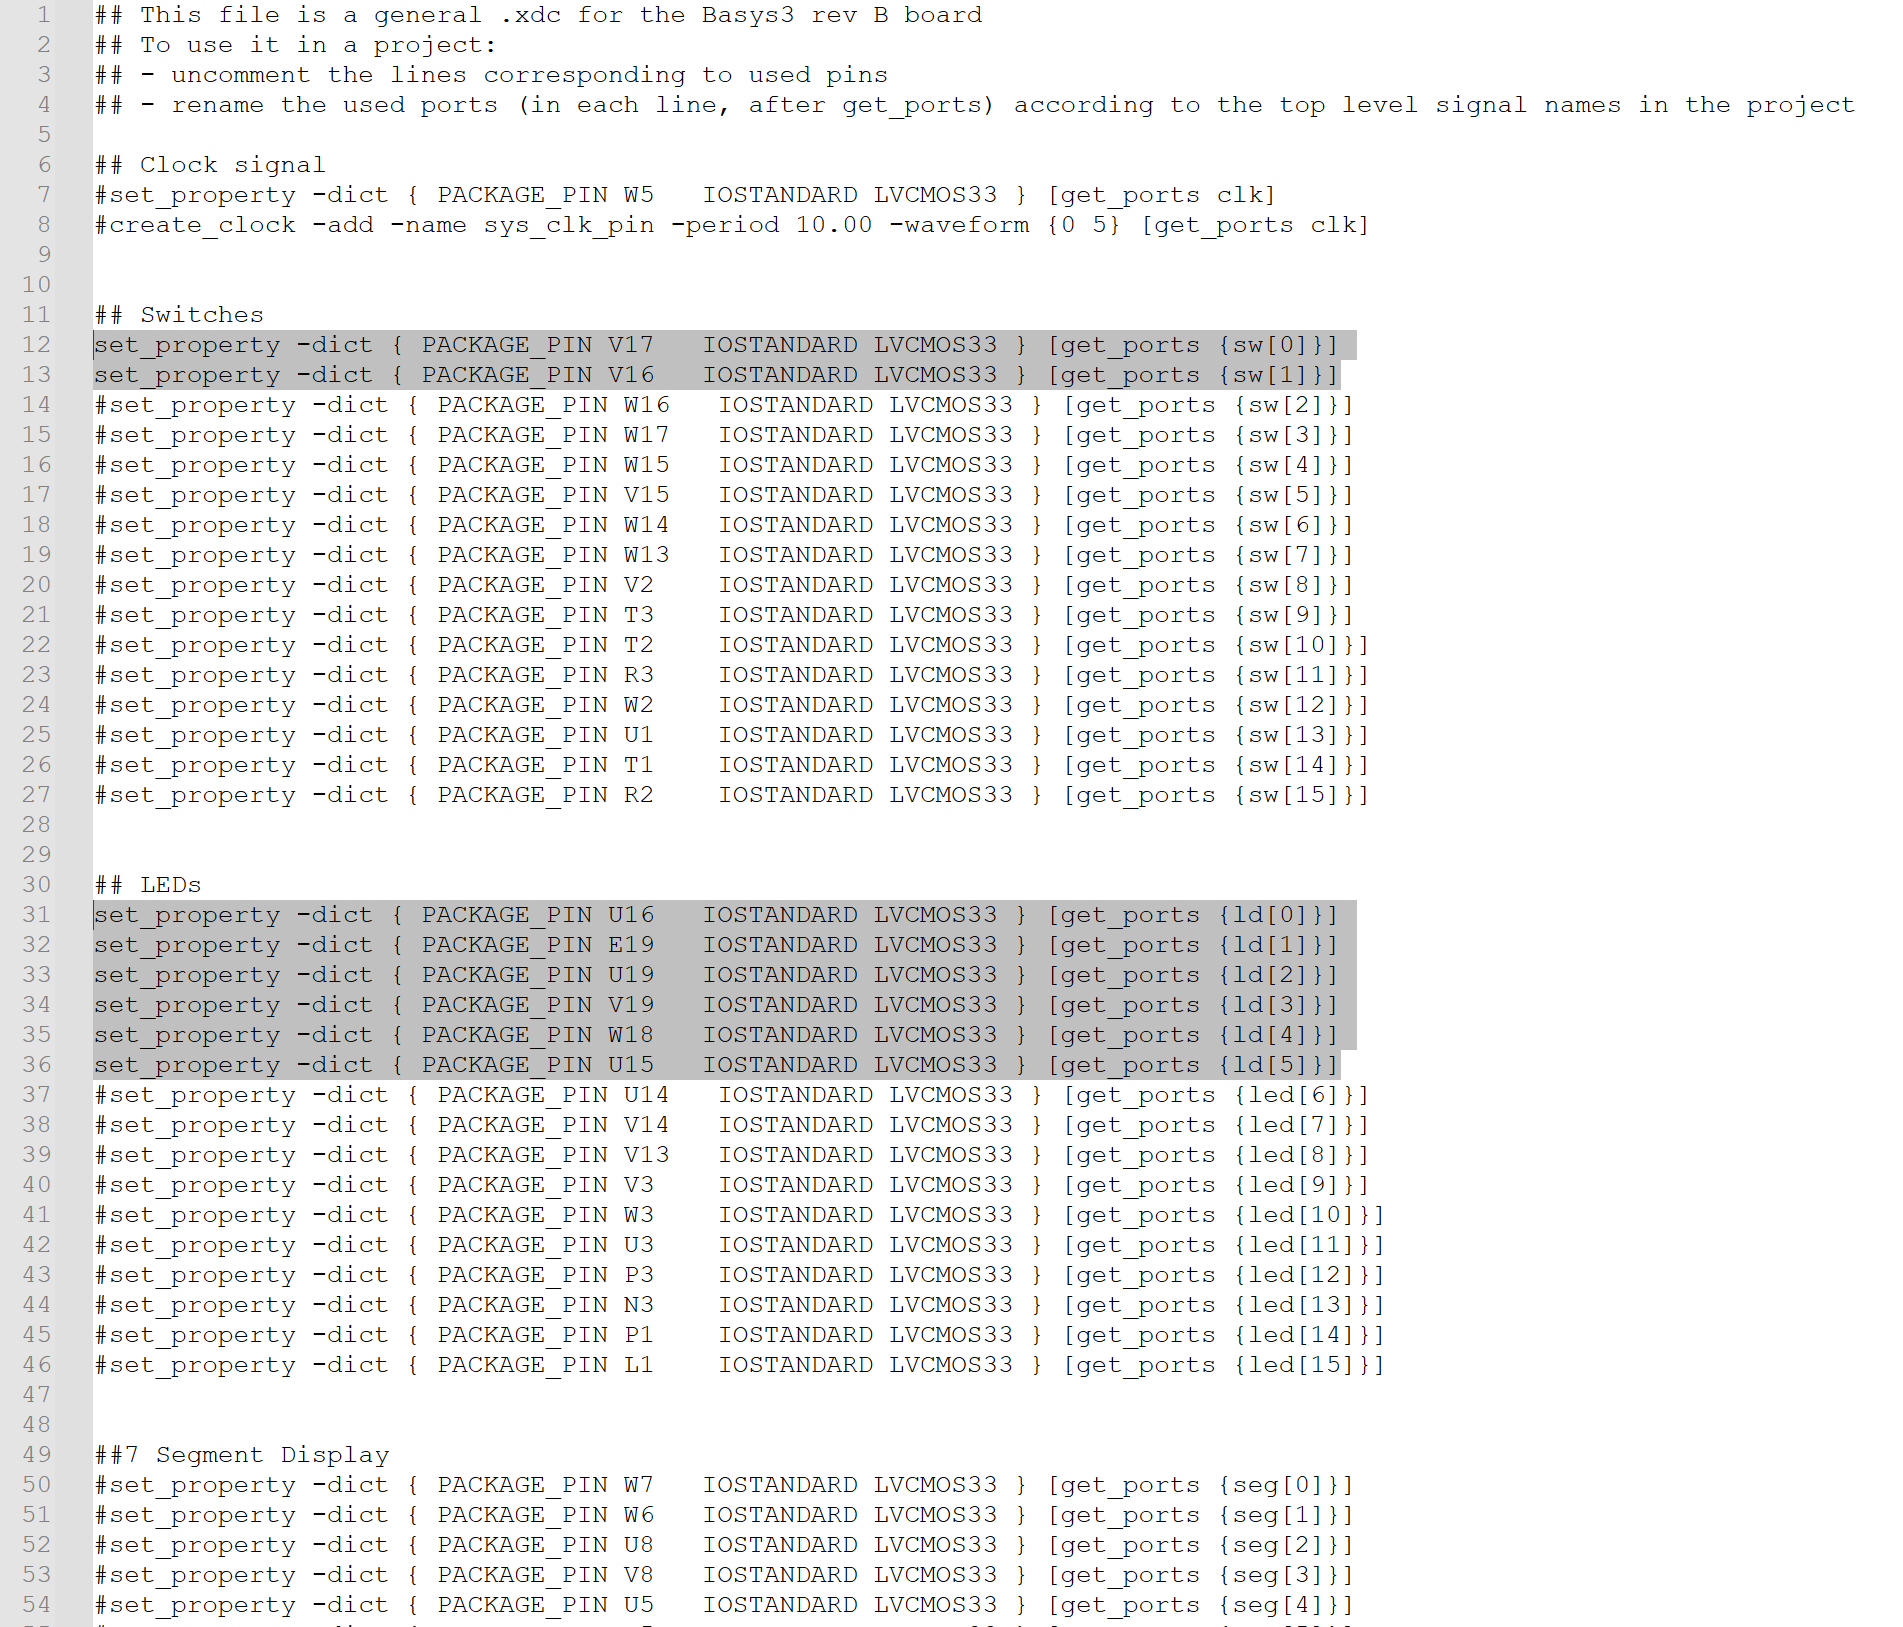 1 ## This file is a general .xdc for the Basys3 rev B board
2 ## To use it in a project:
3 ## - uncomment the lines corresponding to used pins
4 ## - rename the used ports (in each line, after get_ports) according to the top level signal names in the project
5
6 ## Clock signal
7 #set_property -dict { PACKAGE_PIN W5   IOSTANDARD LVCMOS33 } [get_ports clk]
8 #create_clock -add -name sys_clk_pin -period 10.00 -waveform {0 5} [get_ports clk]
9
10
11 ## Switches
12 set_property -dict { PACKAGE_PIN V17   IOSTANDARD LVCMOS33 } [get_ports {sw[0]}]
13 set_property -dict { PACKAGE_PIN V16   IOSTANDARD LVCMOS33 } [get_ports {sw[1]}]
14 #set_property -dict { PACKAGE_PIN W16   IOSTANDARD LVCMOS33 } [get_ports {sw[2]}]
15 #set_property -dict { PACKAGE_PIN W17   IOSTANDARD LVCMOS33 } [get_ports {sw[3]}]
16 #set_property -dict { PACKAGE_PIN W15   IOSTANDARD LVCMOS33 } [get_ports {sw[4]}]
17 #set_property -dict { PACKAGE_PIN V15   IOSTANDARD LVCMOS33 } [get_ports {sw[5]}]
18 #set_property -dict { PACKAGE_PIN W14   IOSTANDARD LVCMOS33 } [get_ports {sw[6]}]
19 #set_property -dict { PACKAGE_PIN W13   IOSTANDARD LVCMOS33 } [get_ports {sw[7]}]
20 #set_property -dict { PACKAGE_PIN V2    IOSTANDARD LVCMOS33 } [get_ports {sw[8]}]
21 #set_property -dict { PACKAGE_PIN T3    IOSTANDARD LVCMOS33 } [get_ports {sw[9]}]
22 #set_property -dict { PACKAGE_PIN T2    IOSTANDARD LVCMOS33 } [get_ports {sw[10]}]
23 #set_property -dict { PACKAGE_PIN R3    IOSTANDARD LVCMOS33 } [get_ports {sw[11]}]
24 #set_property -dict { PACKAGE_PIN W2    IOSTANDARD LVCMOS33 } [get_ports {sw[12]}]
25 #set_property -dict { PACKAGE_PIN U1    IOSTANDARD LVCMOS33 } [get_ports {sw[13]}]
26 #set_property -dict { PACKAGE_PIN T1    IOSTANDARD LVCMOS33 } [get_ports {sw[14]}]
27 #set_property -dict { PACKAGE_PIN R2    IOSTANDARD LVCMOS33 } [get_ports {sw[15]}]
28
29
30 ## LEDs
31 set_property -dict { PACKAGE_PIN U16   IOSTANDARD LVCMOS33 } [get_ports {ld[0]}]
32 set_property -dict { PACKAGE_PIN E19   IOSTANDARD LVCMOS33 } [get_ports {ld[1]}]
33 set_property -dict { PACKAGE_PIN U19   IOSTANDARD LVCMOS33 } [get_ports {ld[2]}]
34 set_property -dict { PACKAGE_PIN V19   IOSTANDARD LVCMOS33 } [get_ports {ld[3]}]
35 set_property -dict { PACKAGE_PIN W18   IOSTANDARD LVCMOS33 } [get_ports {ld[4]}]
36 set_property -dict { PACKAGE_PIN U15   IOSTANDARD LVCMOS33 } [get_ports {ld[5]}]
37 #set_property -dict { PACKAGE_PIN U14   IOSTANDARD LVCMOS33 } [get_ports {led[6]}]
38 #set_property -dict { PACKAGE_PIN V14   IOSTANDARD LVCMOS33 } [get_ports {led[7]}]
39 #set_property -dict { PACKAGE_PIN V13   IOSTANDARD LVCMOS33 } [get_ports {led[8]}]
40 #set_property -dict { PACKAGE_PIN V3    IOSTANDARD LVCMOS33 } [get_ports {led[9]}]
41 #set_property -dict { PACKAGE_PIN W3    IOSTANDARD LVCMOS33 } [get_ports {led[10]}]
42 #set_property -dict { PACKAGE_PIN U3    IOSTANDARD LVCMOS33 } [get_ports {led[11]}]
43 #set_property -dict { PACKAGE_PIN P3    IOSTANDARD LVCMOS33 } [get_ports {led[12]}]
44 #set_property -dict { PACKAGE_PIN N3    IOSTANDARD LVCMOS33 } [get_ports {led[13]}]
45 #set_property -dict { PACKAGE_PIN P1    IOSTANDARD LVCMOS33 } [get_ports {led[14]}]
46 #set_property -dict { PACKAGE_PIN L1    IOSTANDARD LVCMOS33 } [get_ports {led[15]}]
47
48
49 ##7 Segment Display
50 #set_property -dict { PACKAGE_PIN W7   IOSTANDARD LVCMOS33 } [get_ports {seg[0]}]
51 #set_property -dict { PACKAGE_PIN W6   IOSTANDARD LVCMOS33 } [get_ports {seg[1]}]
52 #set_property -dict { PACKAGE_PIN U8   IOSTANDARD LVCMOS33 } [get_ports {seg[2]}]
53 #set_property -dict { PACKAGE_PIN V8   IOSTANDARD LVCMOS33 } [get_ports {seg[3]}]
54 #set_property -dict { PACKAGE_PIN U5   IOSTANDARD LVCMOS33 } [get_ports {seg[4]}]